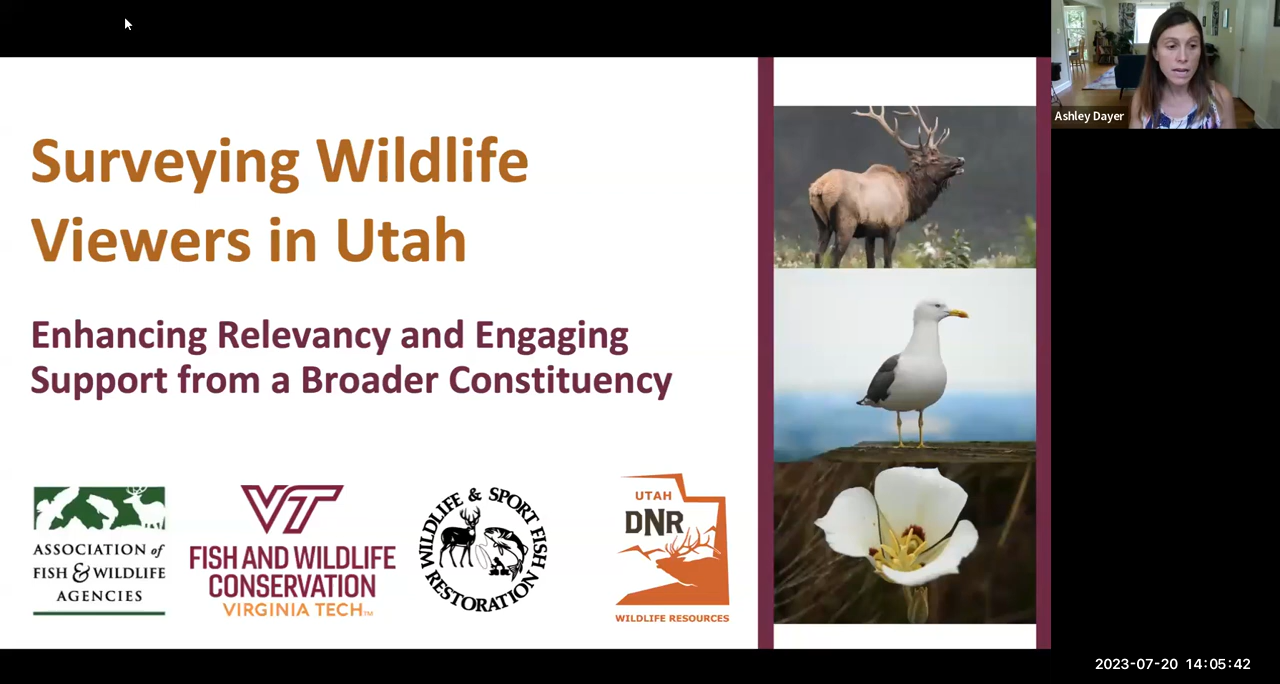 Surveying Wildlife
Viewers in Utah
Enhancing Relevancy and Engaging
Support from a Broader Constituency
ASSOCIATION of
FISH & WILDLIFE
AGENCIES
VT
FISH AND WILDLIFE
CONSERVATION
VIRGINIA TECH™
WILDLIFE & SPORT FISH
RESTORATION
UTAH
DNR
WILDLIFE RESOURCES
Ashley Dayer
2023-07-20 14:05:42